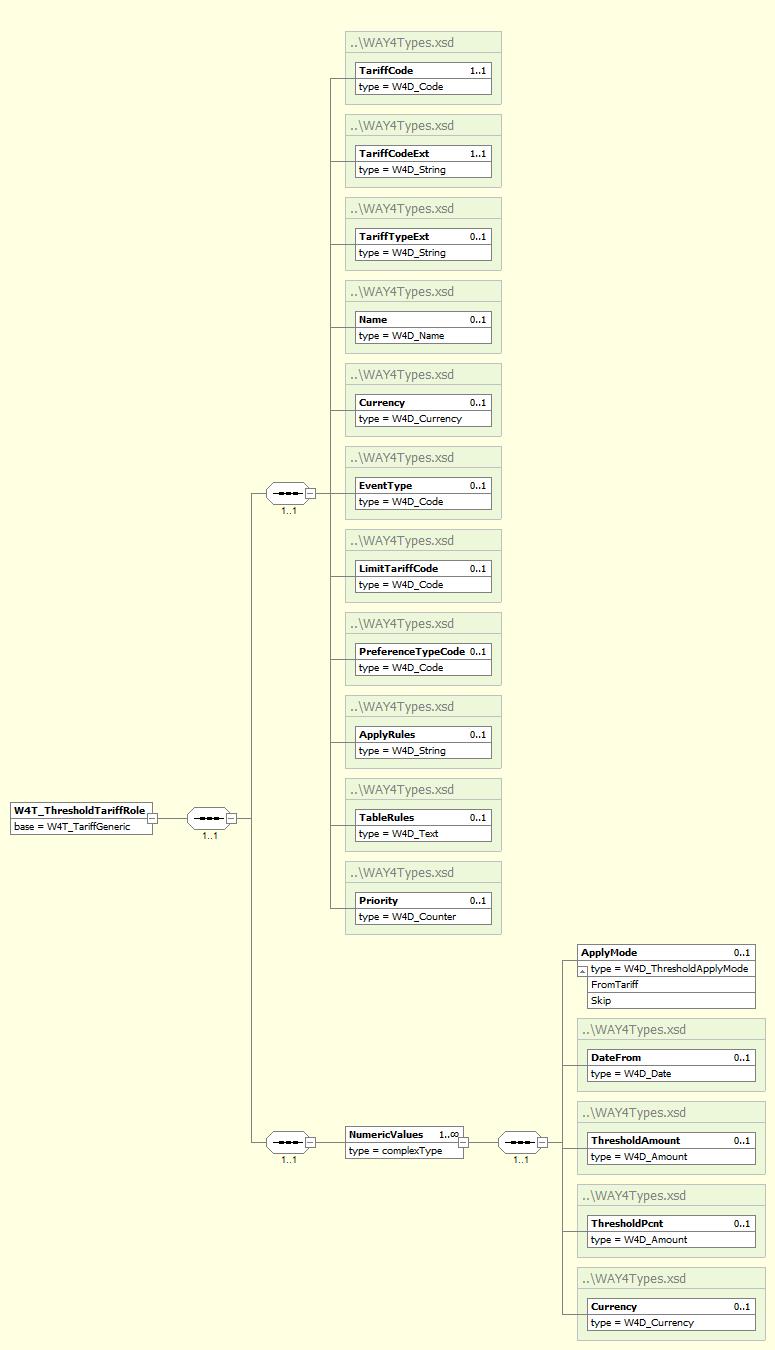 ..\WAY4Types.xsd
TariffCode 1..1
type = W4D_Code
..\WAY4Types.xsd
TariffCodeExt 1..1
type = W4D_String
..\WAY4Types.xsd
TariffTypeExt 0..1
type = W4D_String
..\WAY4Types.xsd
Name 0..1
type = W4D_Name
..\WAY4Types.xsd
Currency 0..1
type = W4D_Currency
..\WAY4Types.xsd
EventType 0..1
type = W4D_Code
1..1
..\WAY4Types.xsd
LimitTariffCode 0..1
type = W4D_Code
..\WAY4Types.xsd
PreferenceTypeCode 0..1
type = W4D_Code
..\WAY4Types.xsd
ApplyRules 0..1
type = W4D_String
..\WAY4Types.xsd
TableRules 0..1
type = W4D_Text
W4T_ThresholdTariffRole
base = W4T_TariffGeneric
1..1
..\WAY4Types.xsd
Priority 0..1
type = W4D_Counter
ApplyMode 0..1
type = W4D_ThresholdApplyMode
FromTariff
Skip
..\WAY4Types.xsd
DateFrom 0..1
type = W4D_Date
..\WAY4Types.xsd
ThresholdAmount 0..1
type = W4D_Amount
NumericValues 1..∞
type = complexType
1..1
1..1
..\WAY4Types.xsd
ThresholdPcnt 0..1
type = W4D_Amount
..\WAY4Types.xsd
Currency 0..1
type = W4D_Currency